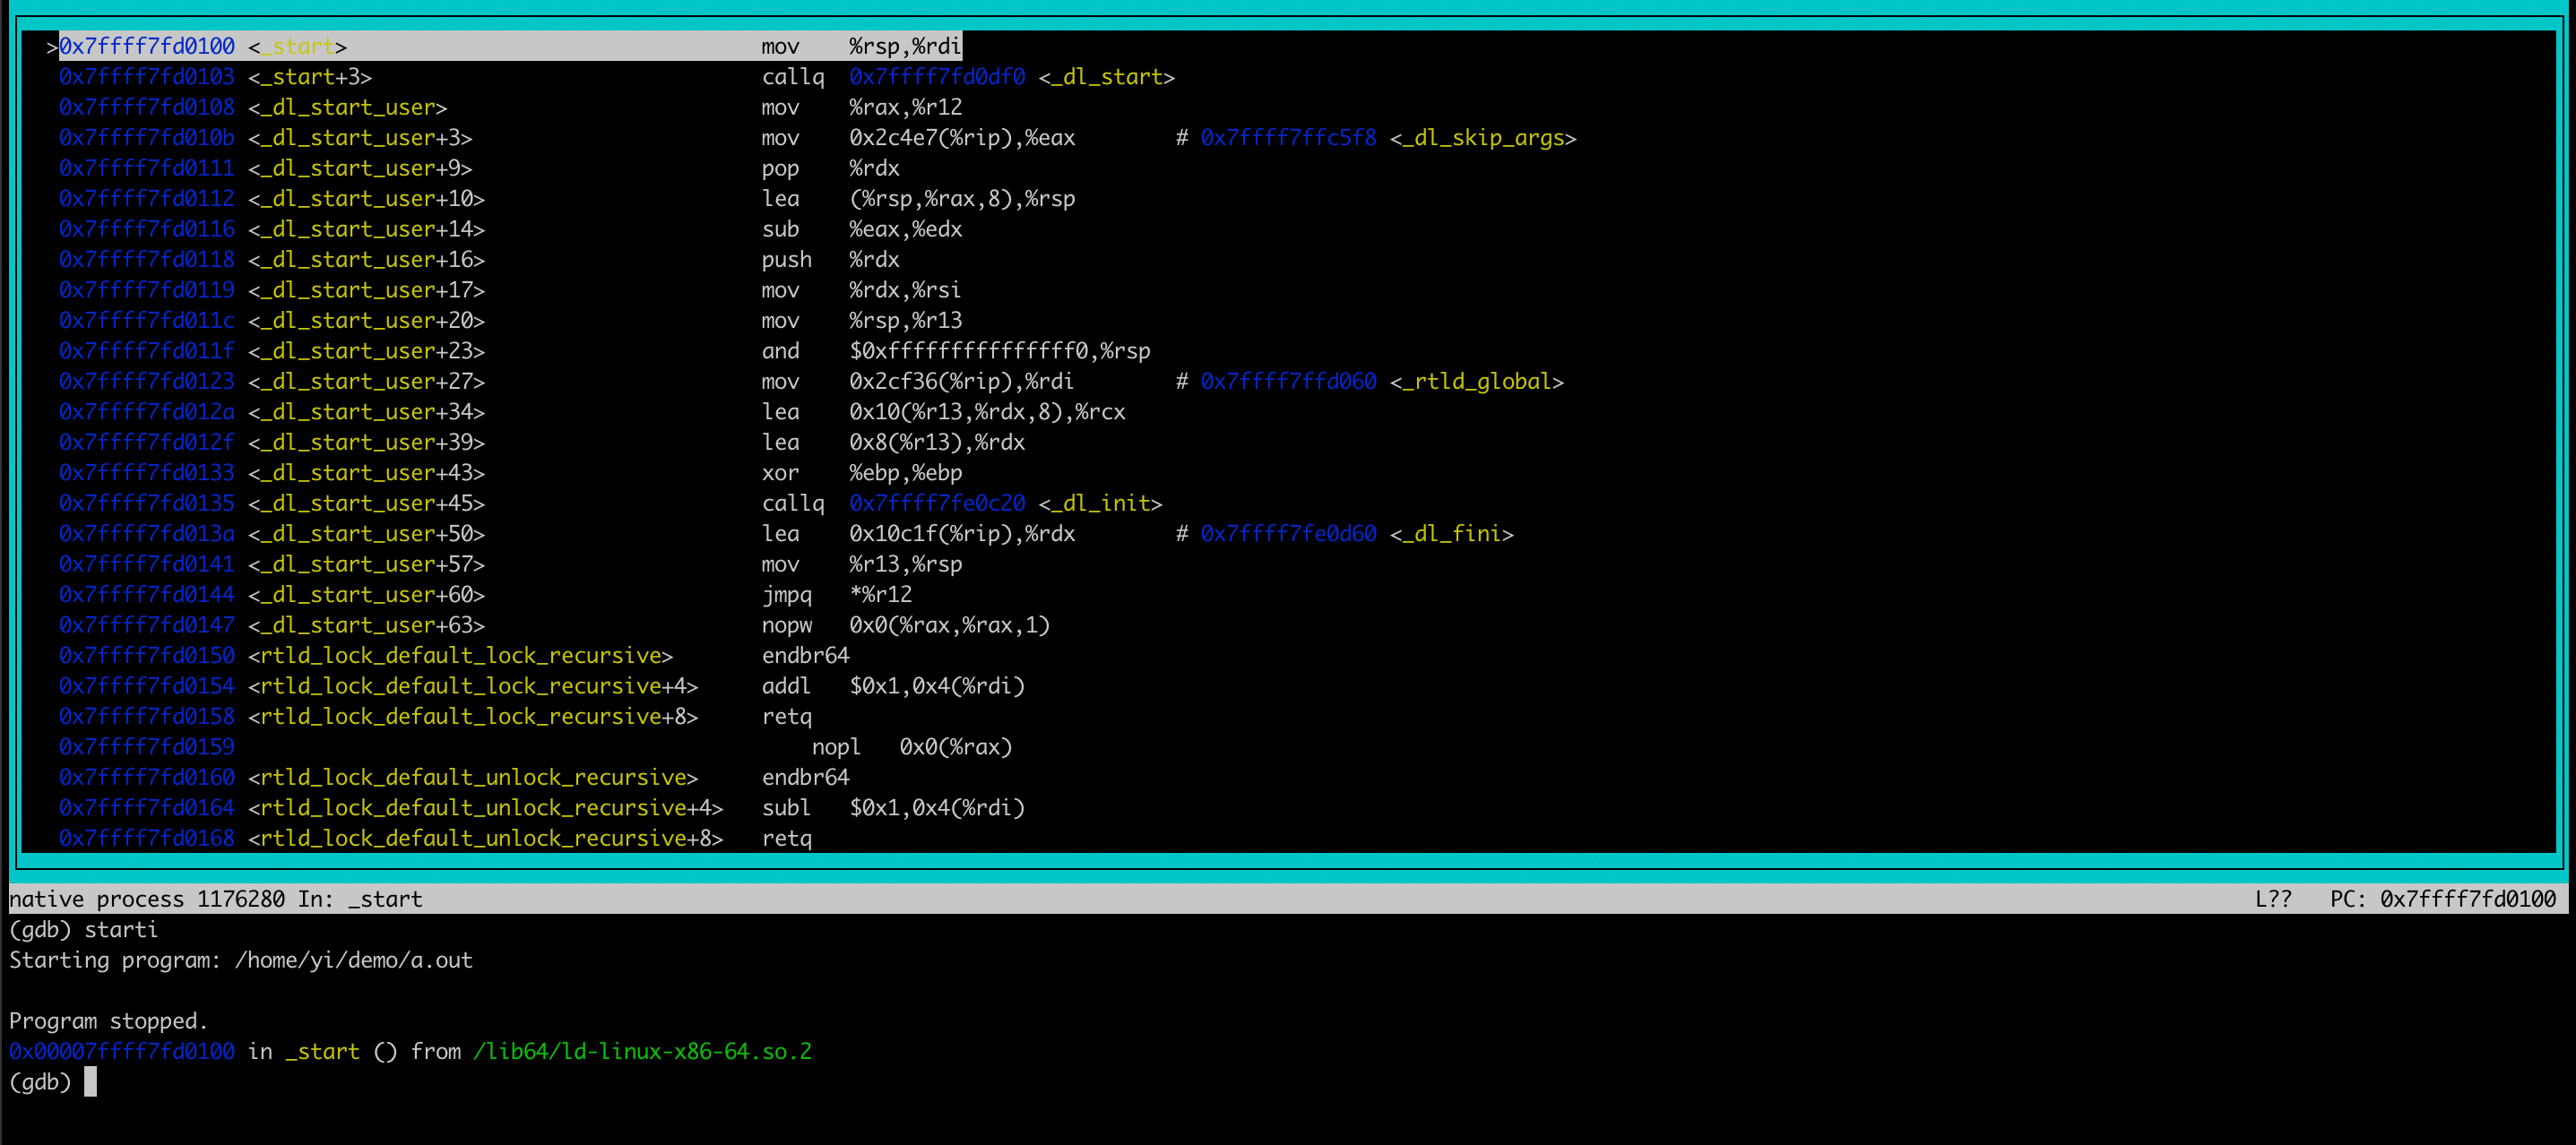 >0x7ffff7fd0100 <_start> mov %rsp,%rdi
0x7ffff7fd0103 <_start+3> callq 0x7ffff7fd0df0 <_dl_start>
0x7ffff7fd0108 <_dl_start_user> mov %rax,%r12
0x7ffff7fd010b <_dl_start_user+3> mov 0x2c4e7(%rip),%eax # 0x7ffff7ffc5f8 <_dl_skip_args>
0x7ffff7fd0111 <_dl_start_user+9> pop %rdx
0x7ffff7fd0112 <_dl_start_user+10> lea (%rsp,%rax,8),%rsp
0x7ffff7fd0116 <_dl_start_user+14> sub %eax,%edx
0x7ffff7fd0118 <_dl_start_user+16> push %rdx
0x7ffff7fd0119 <_dl_start_user+17> mov %rdx,%rsi
0x7ffff7fd011c <_dl_start_user+20> mov %rsp,%r13
0x7ffff7fd011f <_dl_start_user+23> and $0xfffffffffffffff0,%rsp
0x7ffff7fd0123 <_dl_start_user+27> mov 0x2cf36(%rip),%rdi # 0x7ffff7ffd060 <_rtld_global>
0x7ffff7fd012a <_dl_start_user+34> lea 0x10(%r13,%rdx,8),%rcx
0x7ffff7fd012f <_dl_start_user+39> lea 0x8(%r13),%rdx
0x7ffff7fd0133 <_dl_start_user+43> xor %ebp,%ebp
0x7ffff7fd0135 <_dl_start_user+45> callq 0x7ffff7fe0c20 <_dl_init>
0x7ffff7fd013a <_dl_start_user+50> lea 0x10c1f(%rip),%rdx # 0x7ffff7fe0d60 <_dl_fini>
0x7ffff7fd0141 <_dl_start_user+57> mov %r13,%rsp
0x7ffff7fd0144 <_dl_start_user+60> jmpq *%r12
0x7ffff7fd0147 <_dl_start_user+63> nopw 0x0(%rax,%rax,1)
0x7ffff7fd0150 <rtld_lock_default_lock_recursive> endbr64
0x7ffff7fd0154 <rtld_lock_default_lock_recursive+4> addl $0x1,0x4(%rdi)
0x7ffff7fd0158 <rtld_lock_default_lock_recursive+8> retq
0x7ffff7fd0159 nopl 0x0(%rax)
0x7ffff7fd0160 <rtld_lock_default_unlock_recursive> endbr64
0x7ffff7fd0164 <rtld_lock_default_unlock_recursive+4> subl $0x1,0x4(%rdi)
0x7ffff7fd0168 <rtld_lock_default_unlock_recursive+8> retq
native process 1176280 In: _start L?? PC: 0x7ffff7fd0100
(gdb) starti
Starting program: /home/yi/demo/a.out
Program stopped.
0x00007ffff7fd0100 in _start () from /lib64/ld-linux-x86-64.so.2
(gdb)